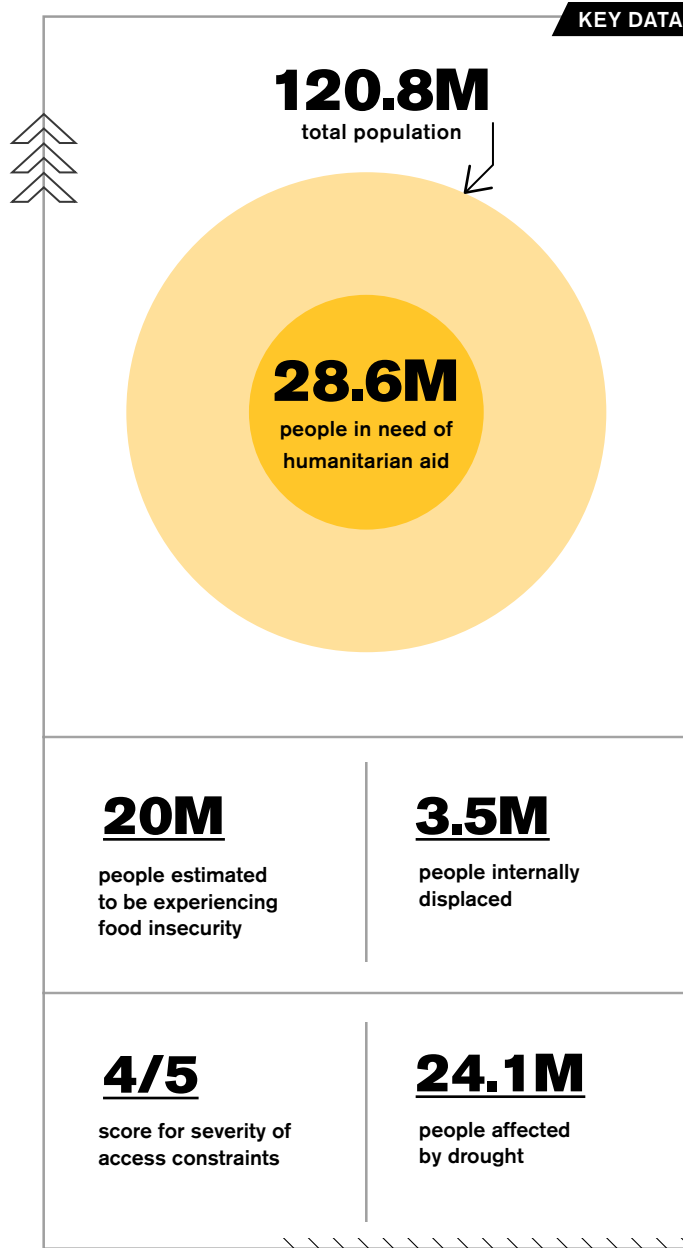 KEY DATA
120.8M
total population
28.6M
people in need of
humanitarian aid
20M
people estimated
to be experiencing
food insecurity
3.5M
people internally
displaced
4/5
score for severity of
access constraints
24.1M
people affected
by drought